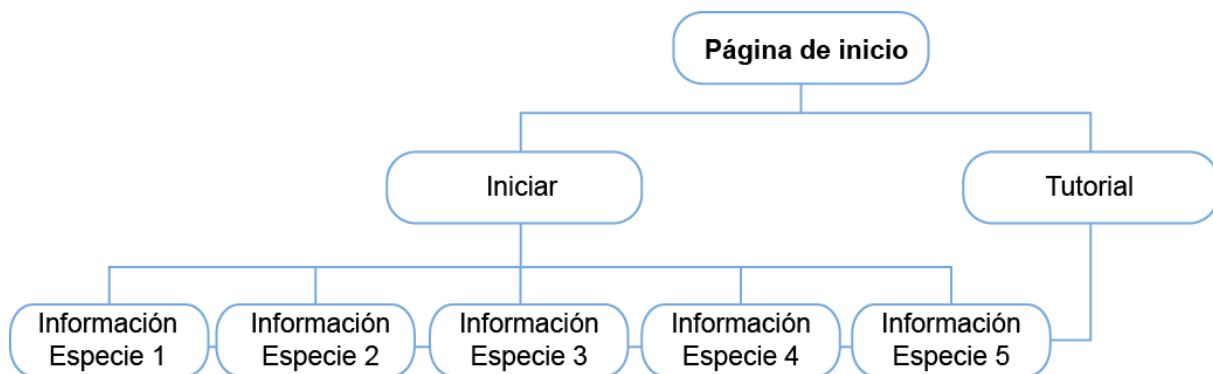 Página de inicio
Iniciar
Tutorial
Información
Especie 1
Información
Especie 2
Información
Especie 3
Información
Especie 4
Información
Especie 5